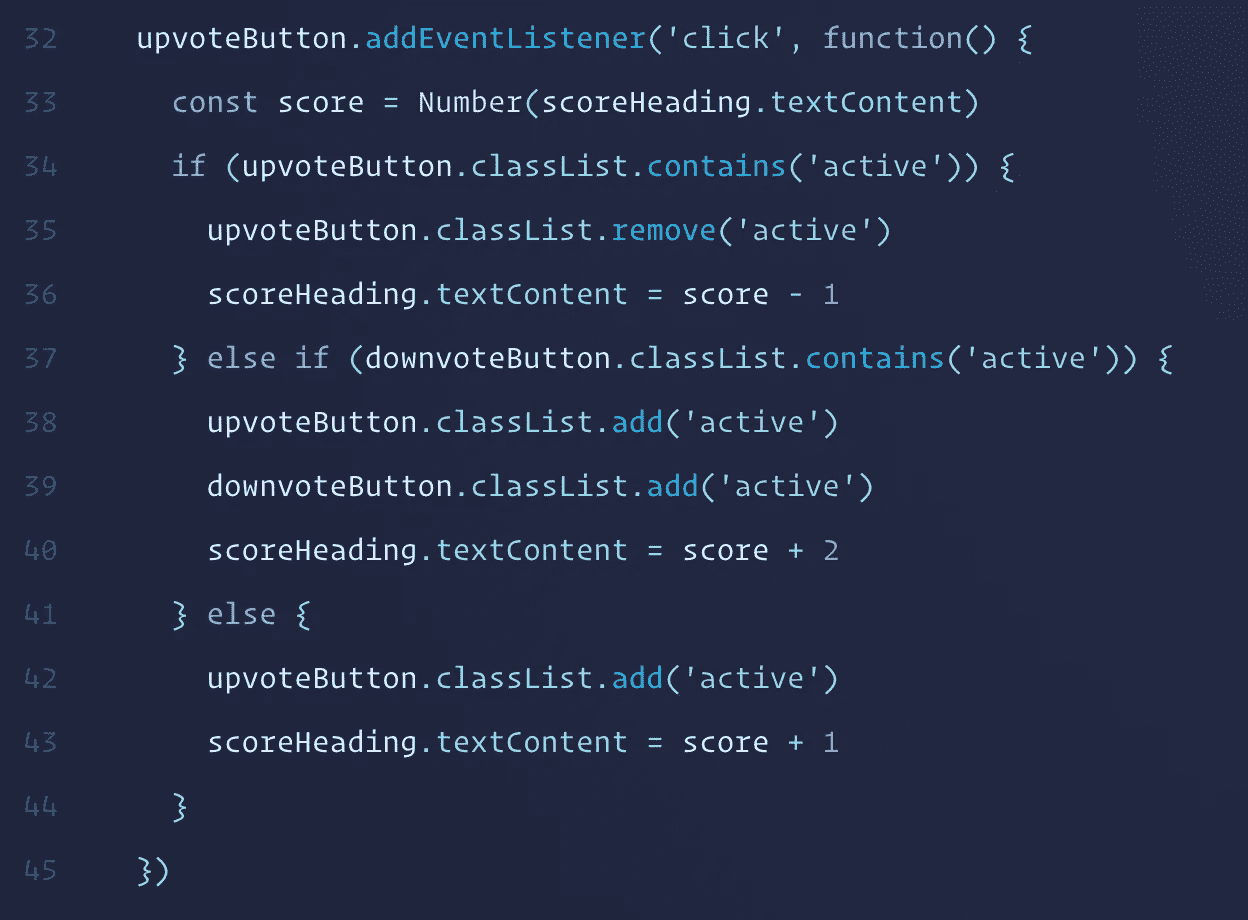 32 upvoteButton.addEventListener('click', function() {
33 const score = Number(scoreHeading.textContent)
34 if (upvoteButton.classList.contains('active')) {
35 upvoteButton.classList.remove('active')
36 scoreHeading.textContent = score - 1
37 } else if (downvoteButton.classList.contains('active')) {
38 upvoteButton.classList.add('active')
39 downvoteButton.classList.add('active')
40 scoreHeading.textContent = score + 2
41 } else {
42 upvoteButton.classList.add('active')
43 scoreHeading.textContent = score + 1
44 }
45 })